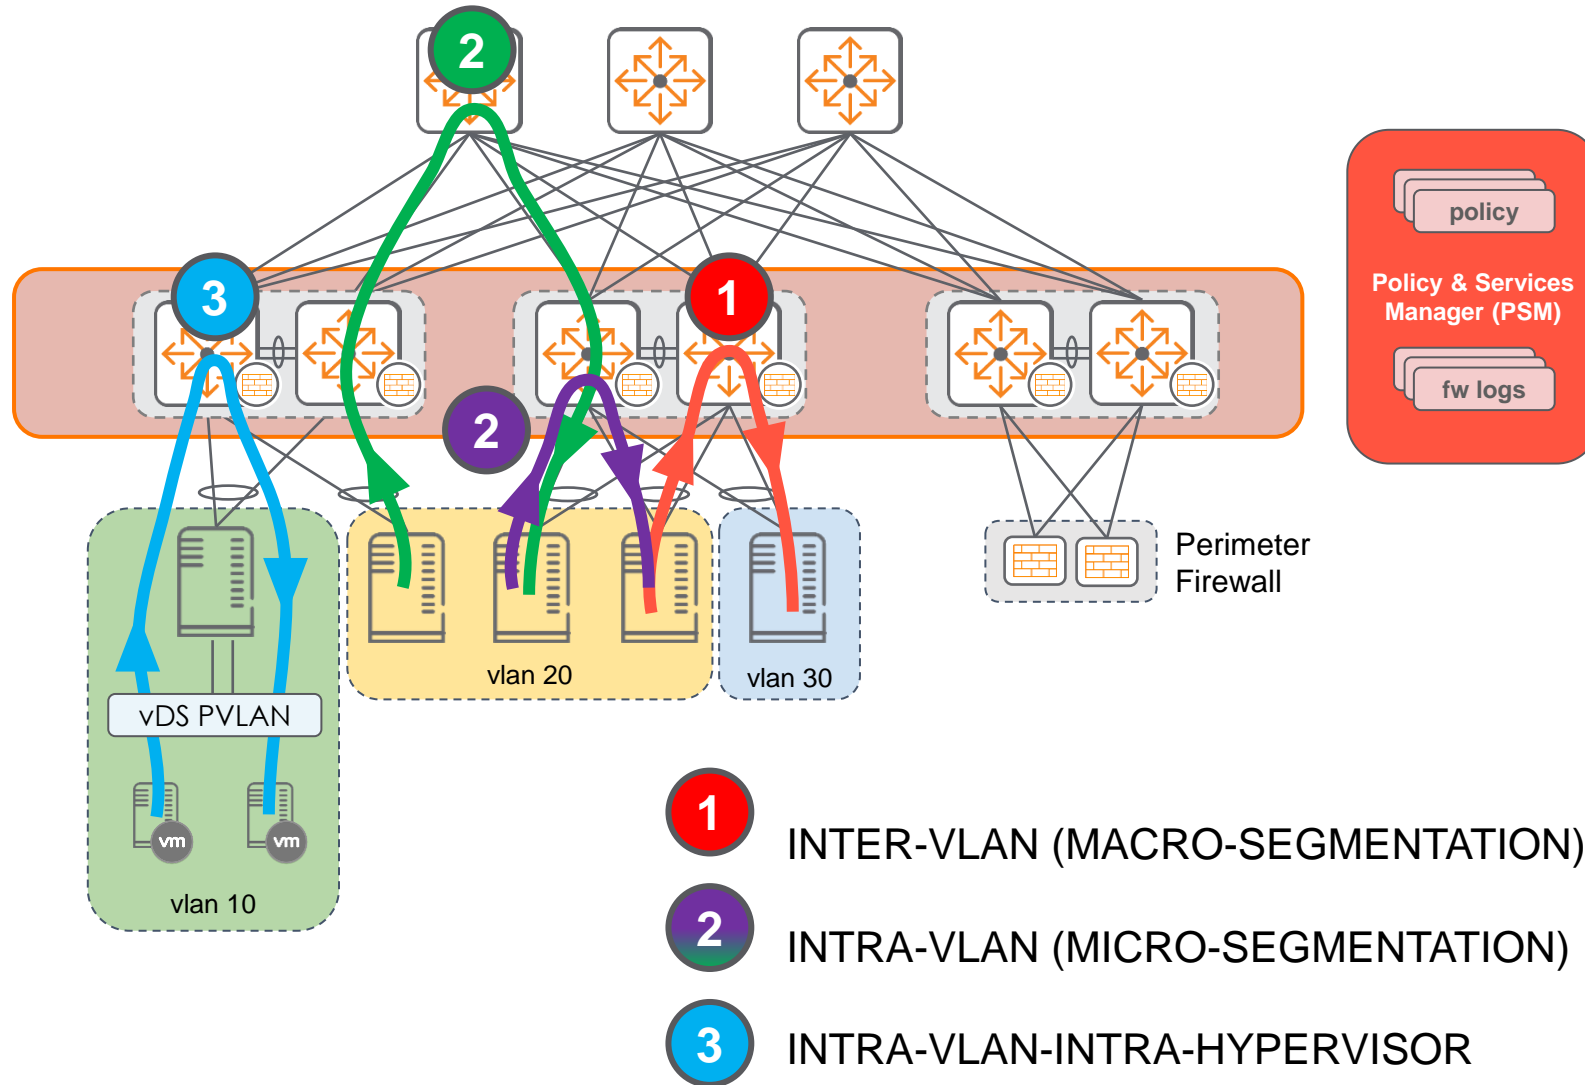 2
3
1
2
policy
Policy & Services
Manager (PSM)
fw logs
Perimeter
Firewall
vlan 20
vlan 30
vDS PVLAN
vm
vm
vlan 10
1
INTER-VLAN (MACRO-SEGMENTATION)
2
INTRA-VLAN (MICRO-SEGMENTATION)
3
INTRA-VLAN-INTRA-HYPERVISOR